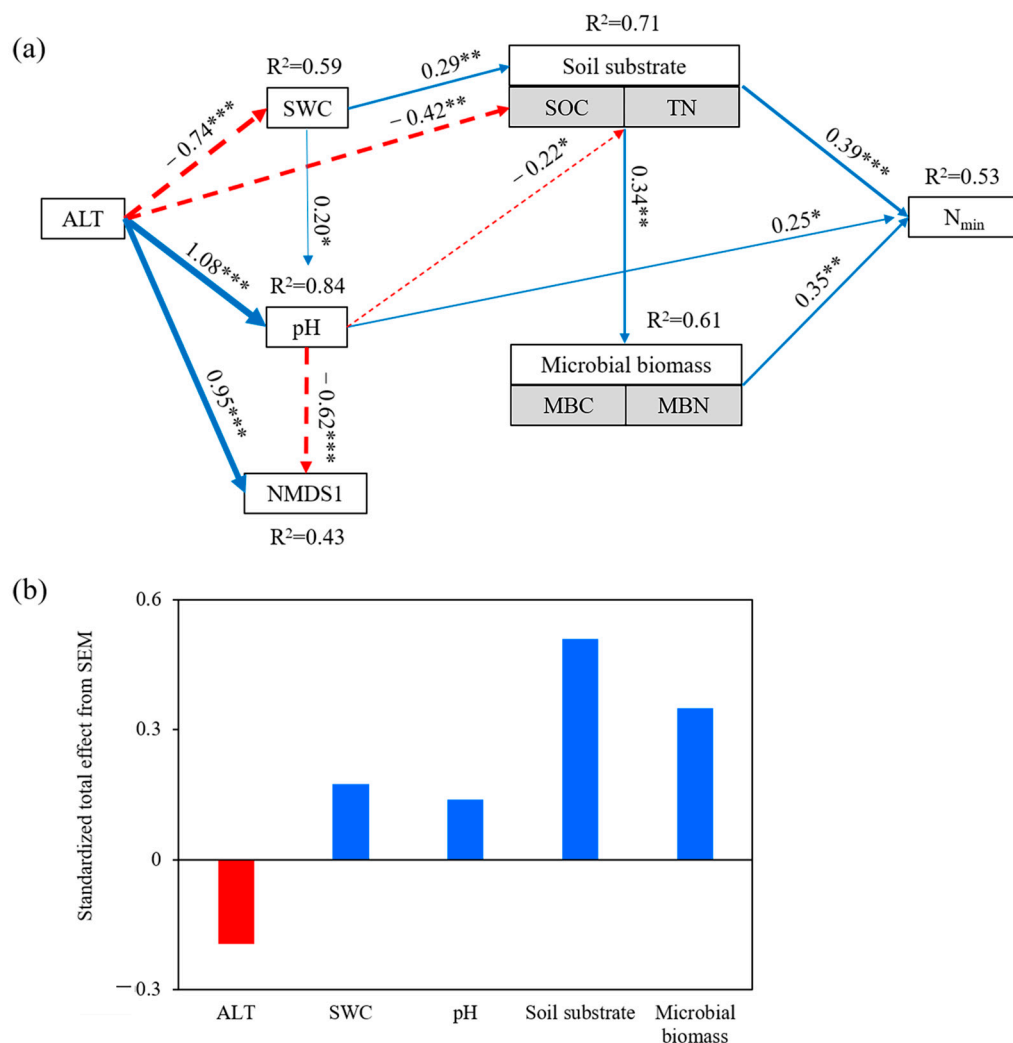 (a)
R²=0.71
R²=0.59
Soil substrate
SWC
0.29**
SOC
TN
−0.74***
−0.42**
−0.22*
0.39***
0.34**
R²=0.53
ALT
0.20*
N_min
0.25*
1.08***
R²=0.84
pH
0.35**
R²=0.61
Microbial biomass
MBC
MBN
0.95***
−0.62****
NMDS1
R²=0.43
(b)
Standardized total effect from SEM
0.6
0.3
0
−0.3
ALT
SWC
pH
Soil substrate
Microbial
biomass